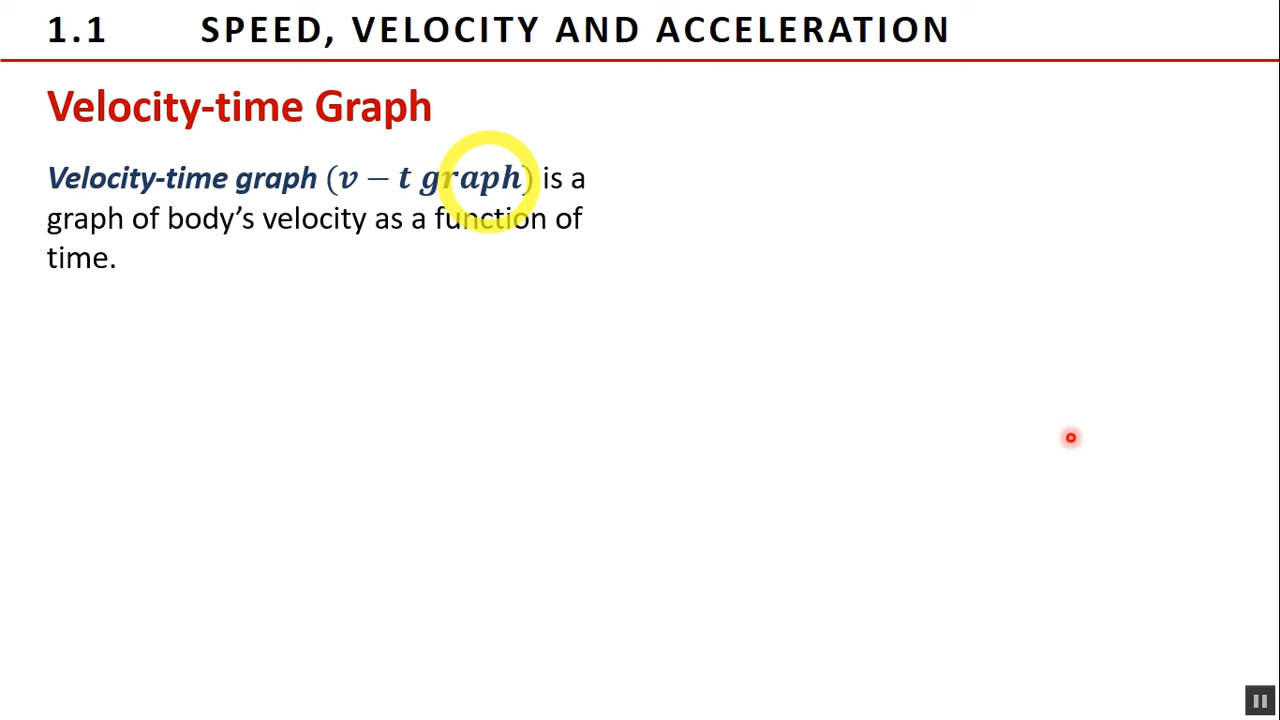 1.1 SPEED, VELOCITY AND ACCELERATION
Velocity-time Graph
Velocity-time graph (v − t graph) is a
graph of body’s velocity as a function of
time.